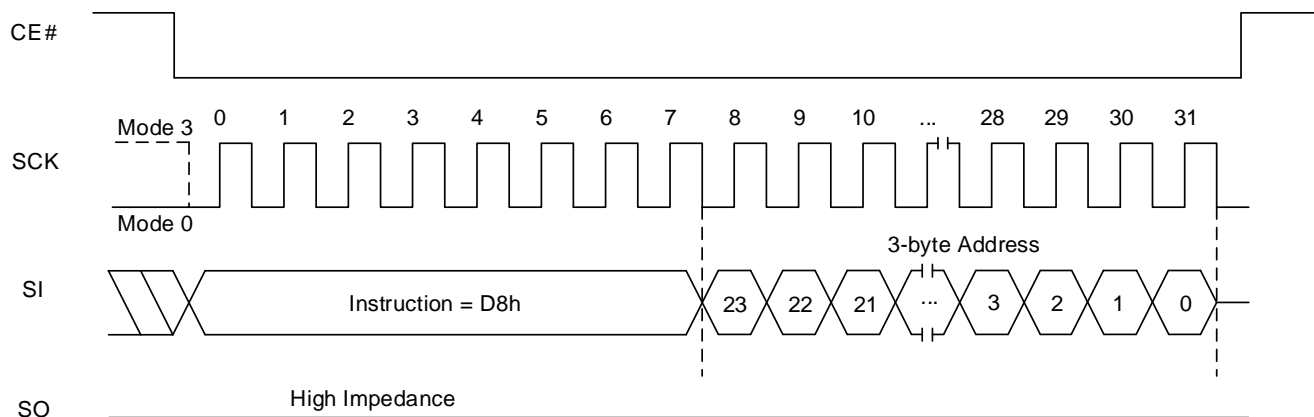 CE#
0 1 2 3 4 5 6 7 8 9 10 ... 28 29 30 31
Mode 3
SCK
Mode 0
3-byte Address
SI
Instruction = D8h
23 22 21 ... 3 2 1 0
High Impedance
SO